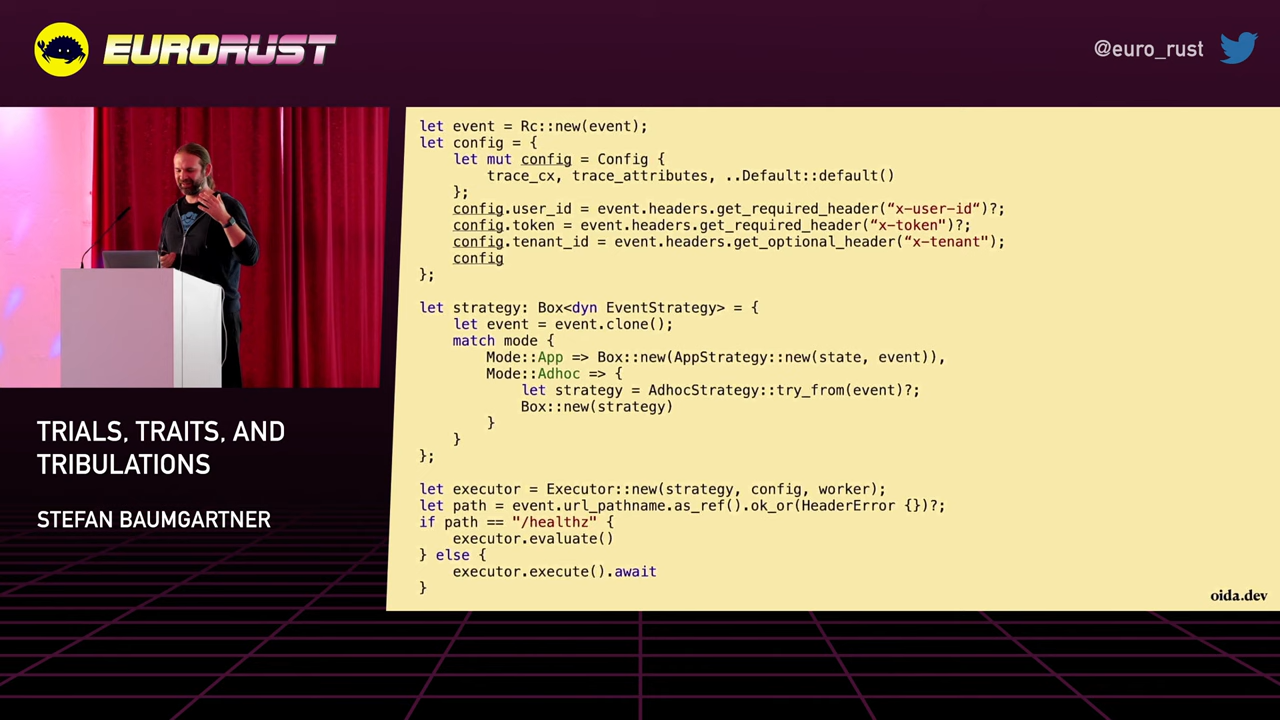 EURORUST
@euro_rust
let event = Rc::new(event);
let config = {
    let mut config = Config {
        trace_cx, trace_attributes, ..Default::default()
    };
    config.user_id = event.headers.get_required_header(“x-user-id“)?;
    config.token = event.headers.get_required_header(“x-token")?;
    config.tenant_id = event.headers.get_optional_header(“x-tenant");
    config
};
let strategy: Box<dyn EventStrategy> = {
    let event = event.clone();
    match mode {
        Mode::App => Box::new(AppStrategy::new(state, event)),
        Mode::Adhoc => {
            let strategy = AdhocStrategy::try_from(event)?;
            Box::new(strategy)
        }
    }
};
let executor = Executor::new(strategy, config, worker);
let path = event.url_pathname.as_ref().ok_or(HeaderError {})?;
if path == "/healthz" {
    executor.evaluate()
} else {
    executor.execute().await
}
oida.dev
TRIALS, TRAITS, AND
TRIBULATIONS
STEFAN BAUMGARTNER